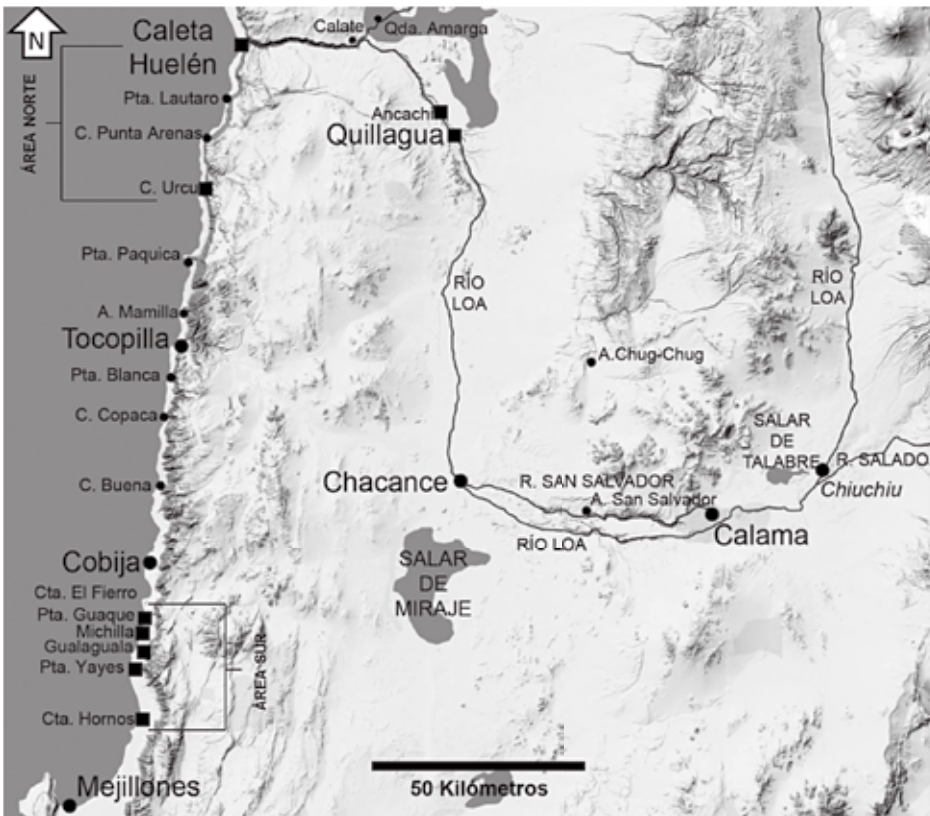 N
Caleta
Huelén
Calate
Qda. Amarga
ÁREA NORTE
Pta. Lautaro
C. Punta Arenas
C. Urcu
Ancachi
Quillagua
Pta. Paquica
A. Mamilla
Tocopilla
Pta. Blanca
C. Copaca
C. Buena
RÍO
LOA
RÍO
LOA
A.Chug-Chug
SALAR
DE
TALABRE
R. SALADO
Chiuchiu
Chacance
R. SAN SALVADOR
A. San Salvador
Calama
RÍO LOA
SALAR
DE
MIRAJE
Cobija
Cta. El Fierro
Pta. Guaque
Michilla
Gualaguala
Pta. Yayes
Cta. Hornos
ÁREA SUR
Mejillones
50 Kilómetros